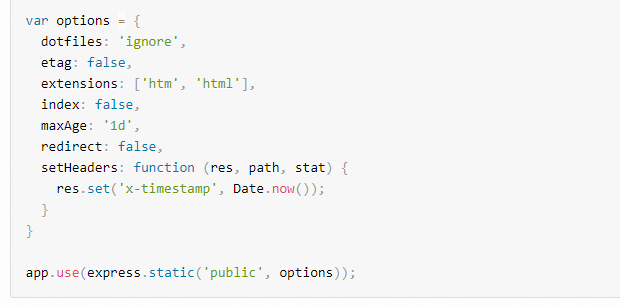 var options = {
  dotfiles: 'ignore',
  etag: false,
  extensions: ['htm', 'html'],
  index: false,
  maxAge: '1d',
  redirect: false,
  setHeaders: function (res, path, stat) {
    res.set('x-timestamp', Date.now());
  }
}
app.use(express.static('public', options));